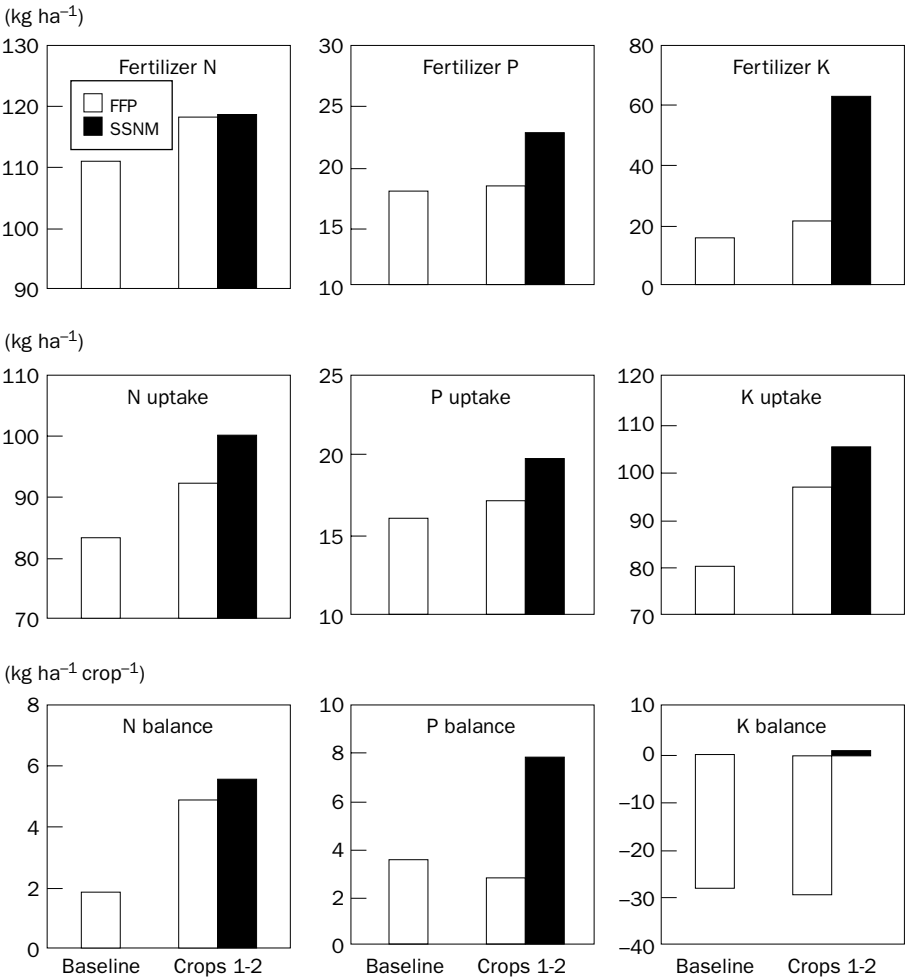 (kg ha⁻¹)
Fertilizer N
FFP
SSNM
130
120
110
100
90
Fertilizer P
30
25
20
15
10
Fertilizer K
80
60
40
20
0
(kg ha⁻¹)
N uptake
110
100
90
80
70
P uptake
25
20
15
10
K uptake
120
110
100
90
80
70
(kg ha⁻¹ crop⁻¹)
N balance
8
6
4
2
0
Baseline Crops 1-2
P balance
10
8
6
4
2
0
Baseline Crops 1-2
K balance
10
0
–10
–20
–30
–40
Baseline Crops 1-2